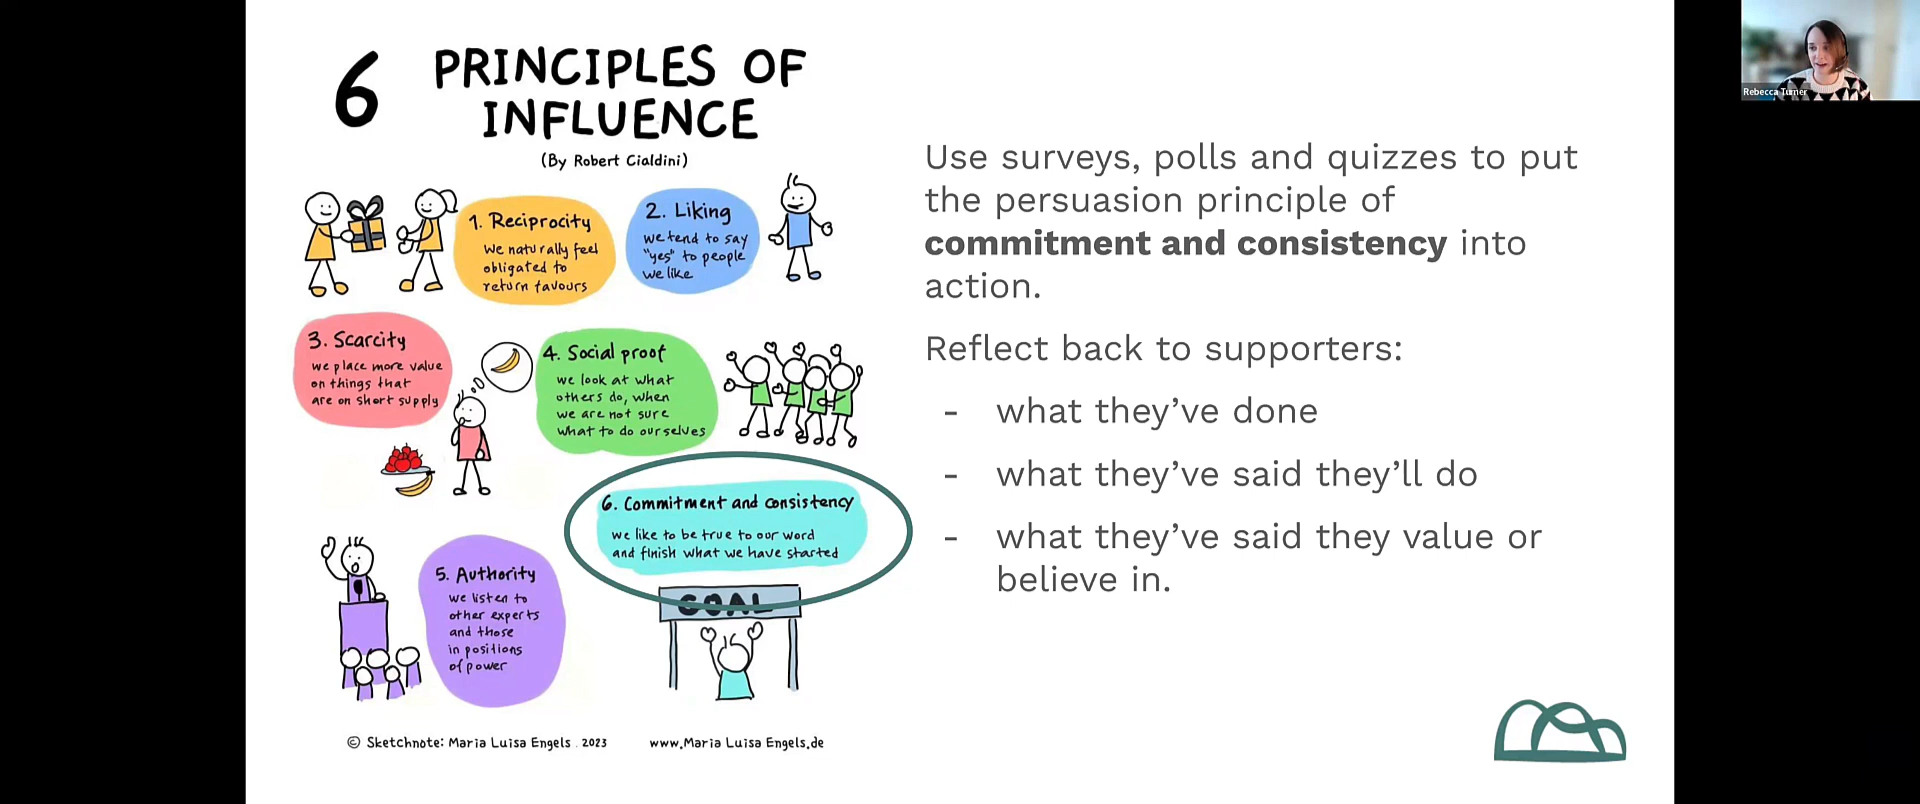 6 PRINCIPLES OF
INFLUENCE
(By Robert Cialdini)
1. Reciprocity
we naturally feel
obligated to
return favours
2. Liking
we tend to say
"yes" to people
we like
3. Scarcity
we place more value
on things that
are on short supply
4. Social proof
we look at what
others do, when
we are not sure
what to do ourselves
5. Authority
we listen to
other experts
and those
in positions
of power
6. Commitment and consistency
we like to be true to our word
and finish what we have started
GOAL
© Sketchnote: Maria Luisa Engels . 2023
www.Maria Luisa Engels.de
Use surveys, polls and quizzes to put
the persuasion principle of
commitment and consistency into
action.
Reflect back to supporters:
- what they’ve done
- what they’ve said they’ll do
- what they’ve said they value or
believe in.
Rebecca Turner